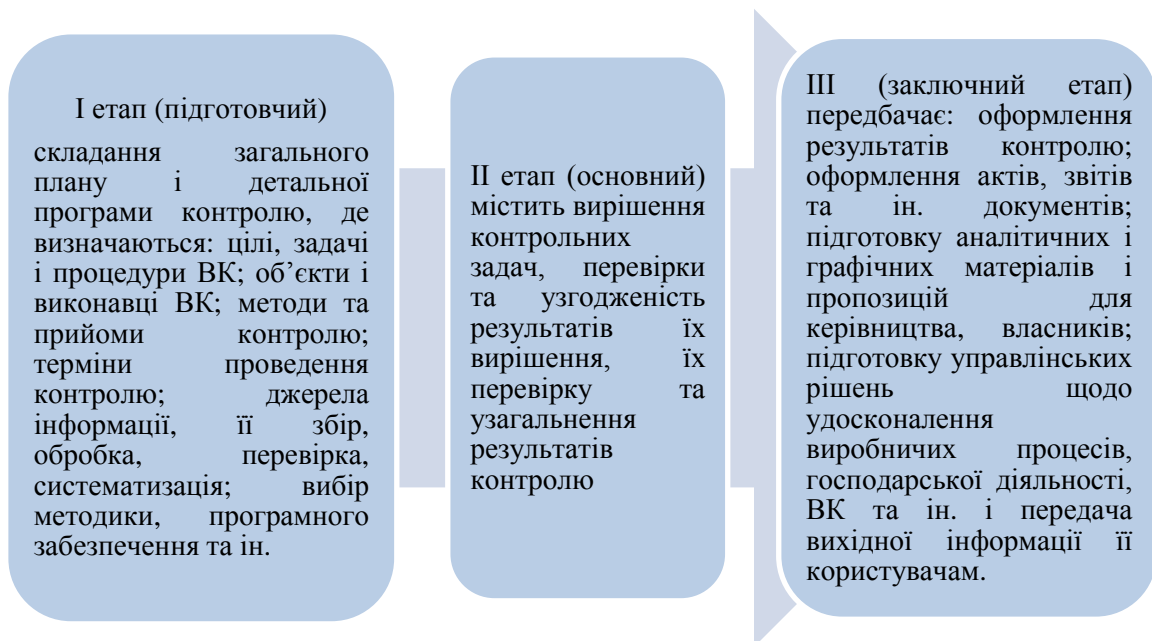 І етап (підготовчий)
складання загального
плану і детальної
програми контролю, де
визначаються: цілі, задачі
і процедури ВК; об’єкти і
виконавці ВК; методи та
прийоми контролю;
терміни проведення
контролю; джерела
інформації, її збір,
обробка, перевірка,
систематизація; вибір
методики, програмного
забезпечення та ін.
ІІ етап (основний)
містить вирішення
контрольних
задач, перевірки
та узгодженість
результатів їх
вирішення, їх
перевірку та
узагальнення
результатів
контролю
ІІІ (заключний етап)
передбачає: оформлення
результатів контролю;
оформлення актів, звітів
та ін. документів;
підготовку аналітичних і
графічних матеріалів і
пропозицій для
керівництва, власників;
підготовку управлінських
рішень щодо
удосконалення
виробничих процесів,
господарської діяльності,
ВК та ін. і передача
вихідної інформації її
користувачам.